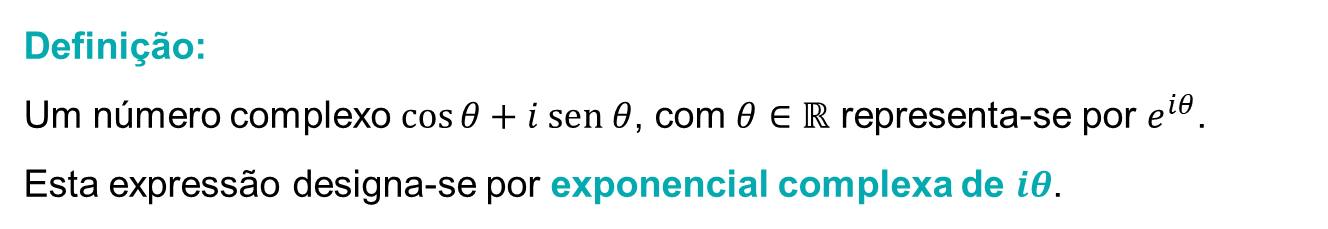 Definição:
Um número complexo cos θ + i sen θ, com θ ∈ ℝ representa-se por e^{iθ}.
Esta expressão designa-se por exponencial complexa de iθ.